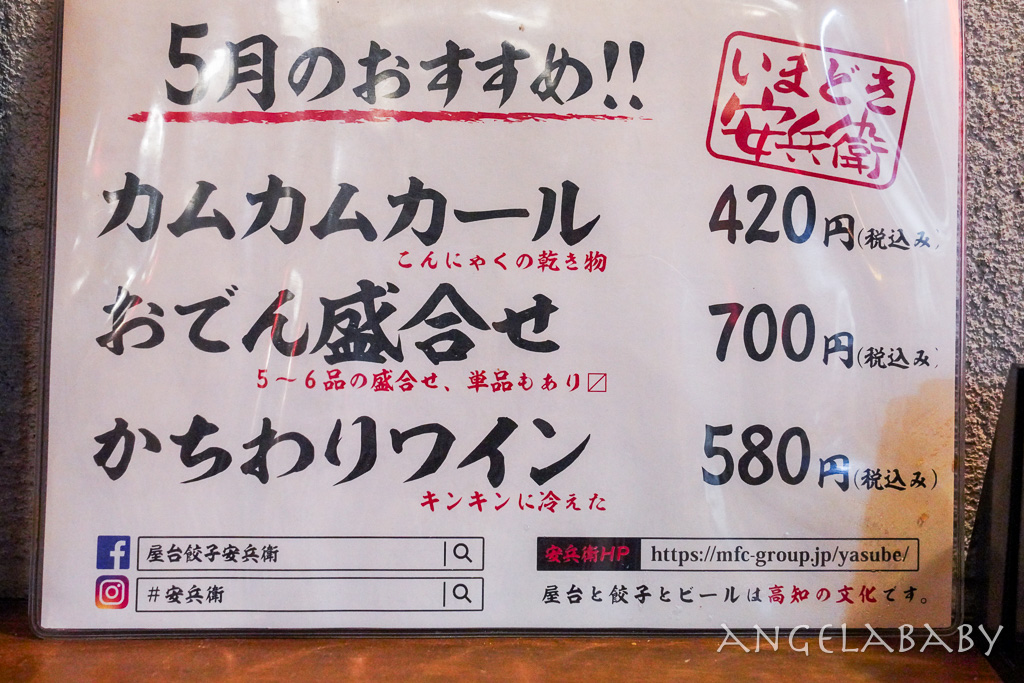 5月のおすすめ!!
いまどき
安兵衛
カムカムカール 420円(税込み)
こんにゃくの乾き物
おでん盛合せ 700円(税込み)
5〜6品の盛合せ、単品もあり〼
かちわりワイン 580円(税込み)
キンキンに冷えた
屋台餃子安兵衛
#安兵衛
安兵衛HP https://mfc-group.jp/yasube/
屋台と餃子とビールは高知の文化です。
ANGELABABY